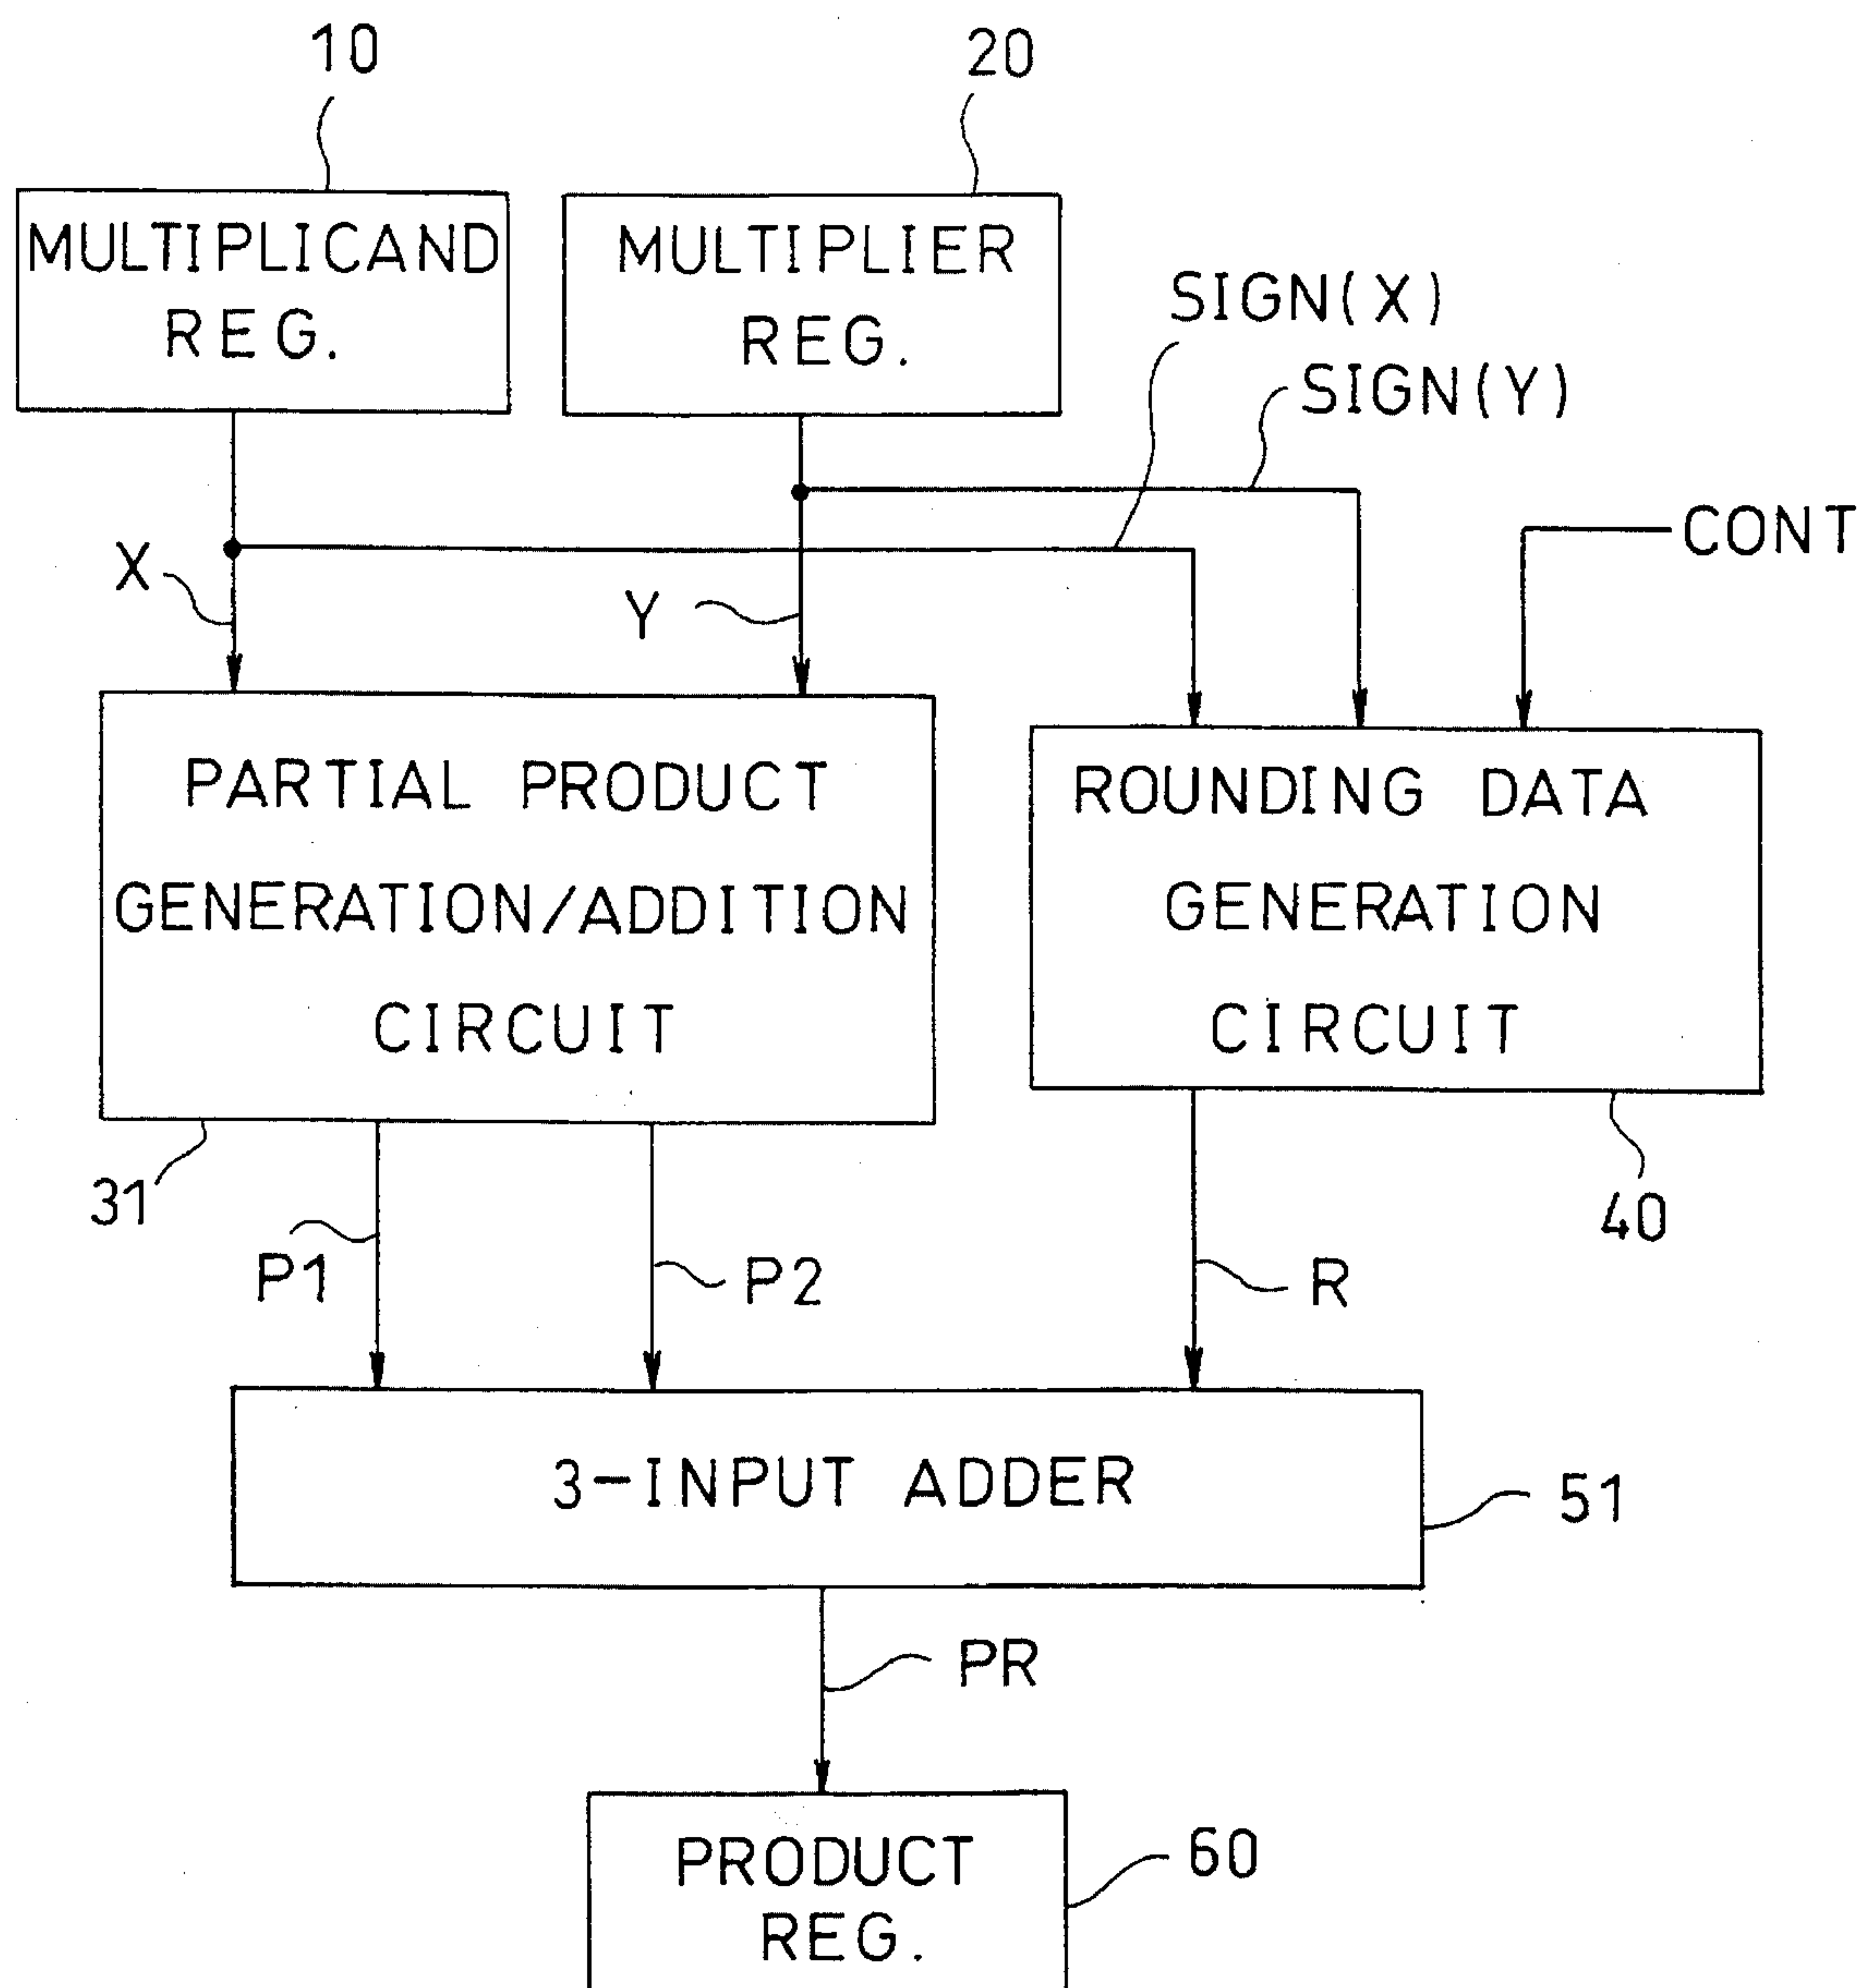 10
20
MULTIPLICAND
REG.
MULTIPLIER
REG.
SIGN(X)
SIGN(Y)
CONT
X
Y
PARTIAL PRODUCT
GENERATION/ADDITION
CIRCUIT
ROUNDING DATA
GENERATION
CIRCUIT
31
40
P1
P2
R
3-INPUT ADDER
51
PR
PRODUCT
REG.
60